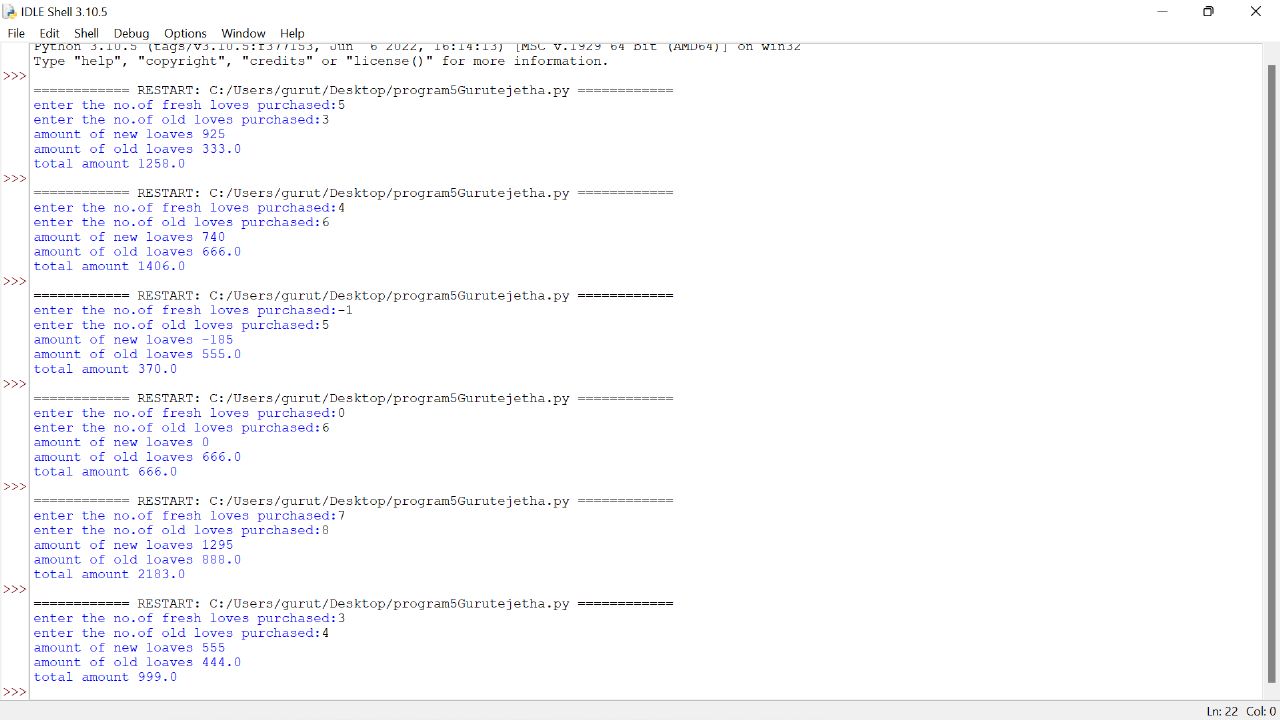 IDLE Shell 3.10.5
File Edit Shell Debug Options Window Help
Python 3.10.5 (tags/v3.10.5:f377153, Jun  6 2022, 16:14:13) [MSC v.1929 64 bit (AMD64)] on win32
Type "help", "copyright", "credits" or "license()" for more information.
>>>
============ RESTART: C:/Users/gurut/Desktop/program5Gurutejetha.py ============
enter the no.of fresh loves purchased:5
enter the no.of old loves purchased:3
amount of new loaves 925
amount of old loaves 333.0
total amount 1258.0
>>>
============ RESTART: C:/Users/gurut/Desktop/program5Gurutejetha.py ============
enter the no.of fresh loves purchased:4
enter the no.of old loves purchased:6
amount of new loaves 740
amount of old loaves 666.0
total amount 1406.0
>>>
============ RESTART: C:/Users/gurut/Desktop/program5Gurutejetha.py ============
enter the no.of fresh loves purchased:-1
enter the no.of old loves purchased:5
amount of new loaves -185
amount of old loaves 555.0
total amount 370.0
>>>
============ RESTART: C:/Users/gurut/Desktop/program5Gurutejetha.py ============
enter the no.of fresh loves purchased:0
enter the no.of old loves purchased:6
amount of new loaves 0
amount of old loaves 666.0
total amount 666.0
>>>
============ RESTART: C:/Users/gurut/Desktop/program5Gurutejetha.py ============
enter the no.of fresh loves purchased:7
enter the no.of old loves purchased:8
amount of new loaves 1295
amount of old loaves 888.0
total amount 2183.0
>>>
============ RESTART: C:/Users/gurut/Desktop/program5Gurutejetha.py ============
enter the no.of fresh loves purchased:3
enter the no.of old loves purchased:4
amount of new loaves 555
amount of old loaves 444.0
total amount 999.0
>>>
Ln: 22 Col: 0